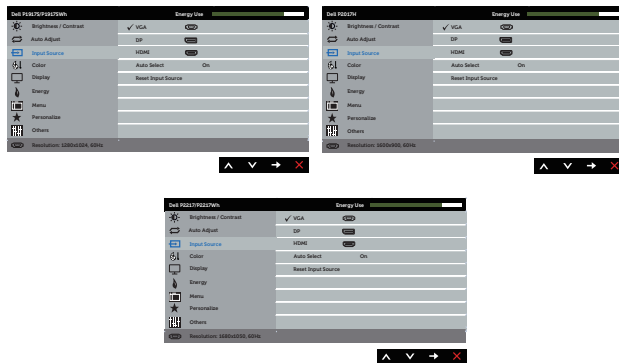 Dell P1917S/P1917SWh Energy Use
Brightness / Contrast ✓ VGA
Auto Adjust DP
Input Source HDMI
Color Auto Select On
Display Reset Input Source
Energy
Menu
Personalize
Others
Resolution: 1280x1024, 60Hz
Dell P2017H Energy Use
Brightness / Contrast ✓ VGA
Auto Adjust DP
Input Source HDMI
Color Auto Select On
Display Reset Input Source
Energy
Menu
Personalize
Others
Resolution: 1600x900, 60Hz
Dell P2217/P2217Wh Energy Use
Brightness / Contrast ✓ VGA
Auto Adjust DP
Input Source HDMI
Color Auto Select On
Display Reset Input Source
Energy
Menu
Personalize
Others
Resolution: 1680x1050, 60Hz